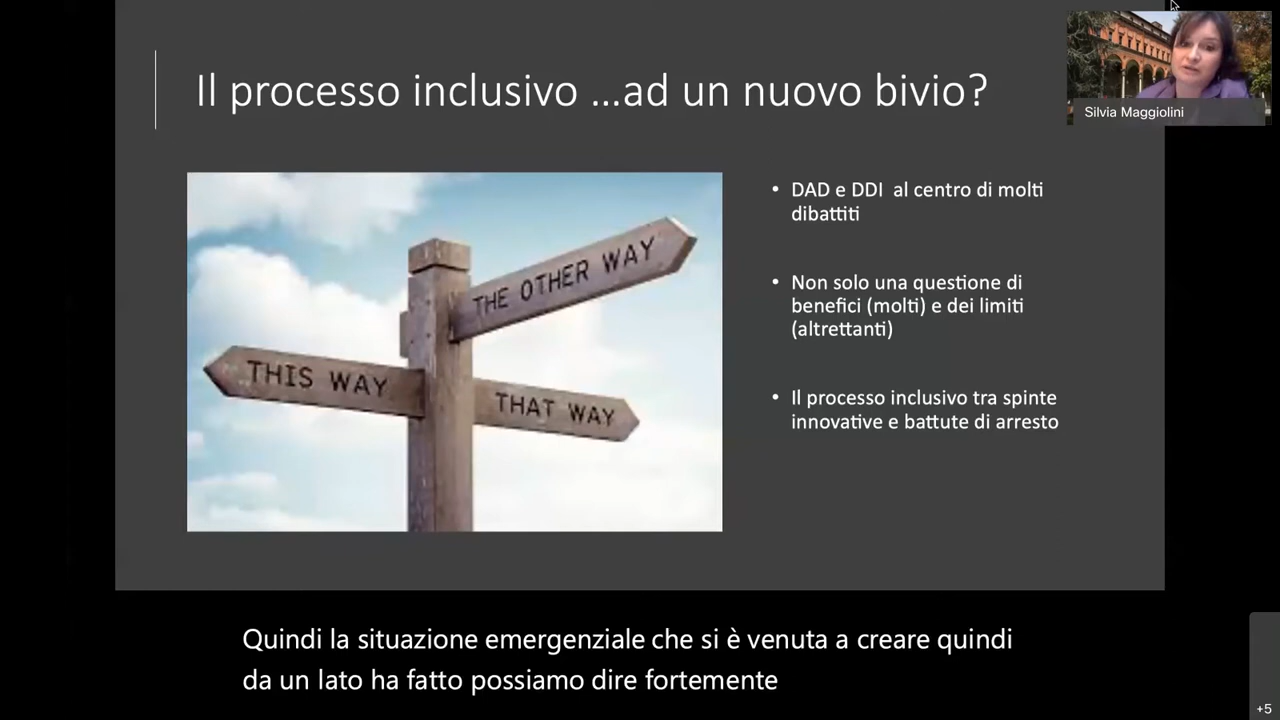 Il processo inclusivo ...ad un nuovo bivio?
Silvia Maggiolini
THE OTHER WAY
THIS WAY
THAT WAY
• DAD e DDI  al centro di molti
dibattiti
• Non solo una questione di
benefici (molti) e dei limiti
(altrettanti)
• Il processo inclusivo tra spinte
innovative e battute di arresto
Quindi la situazione emergenziale che si è venuta a creare quindi
da un lato ha fatto possiamo dire fortemente
+5